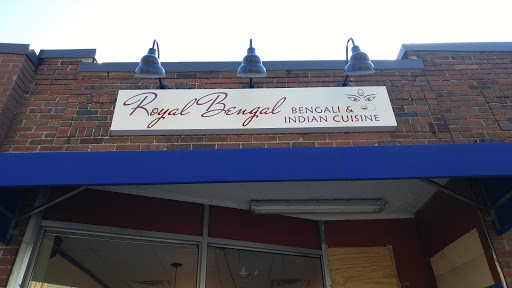 Royal Bengal
BENGALI &
INDIAN CUISINE